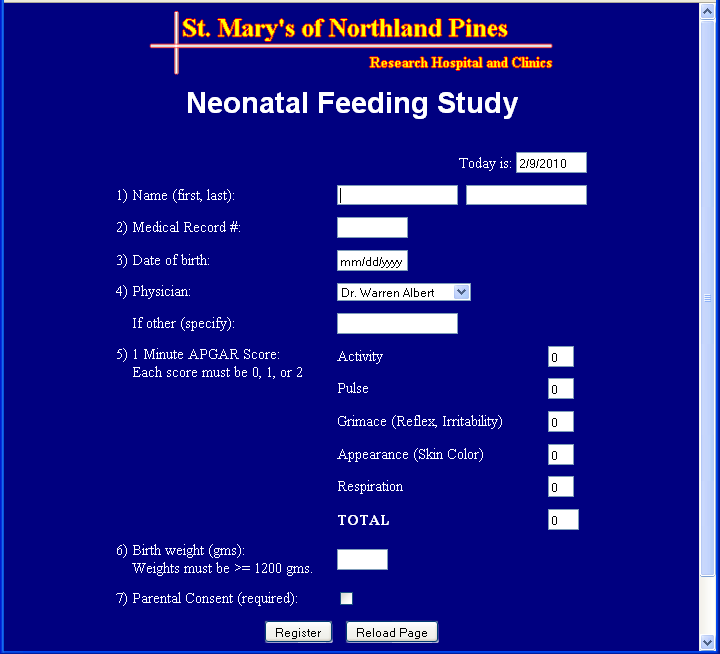 St. Mary's of Northland Pines
Research Hospital and Clinics
Neonatal Feeding Study
Today is: 2/9/2010
1) Name (first, last):
2) Medical Record #:
3) Date of birth: mm/dd/yyyy
4) Physician: Dr. Warren Albert
If other (specify):
5) 1 Minute APGAR Score:
Each score must be 0, 1, or 2
Activity 0
Pulse 0
Grimace (Reflex, Irritability) 0
Appearance (Skin Color) 0
Respiration 0
TOTAL 0
6) Birth weight (gms):
Weights must be >= 1200 gms.
7) Parental Consent (required):
Register Reload Page